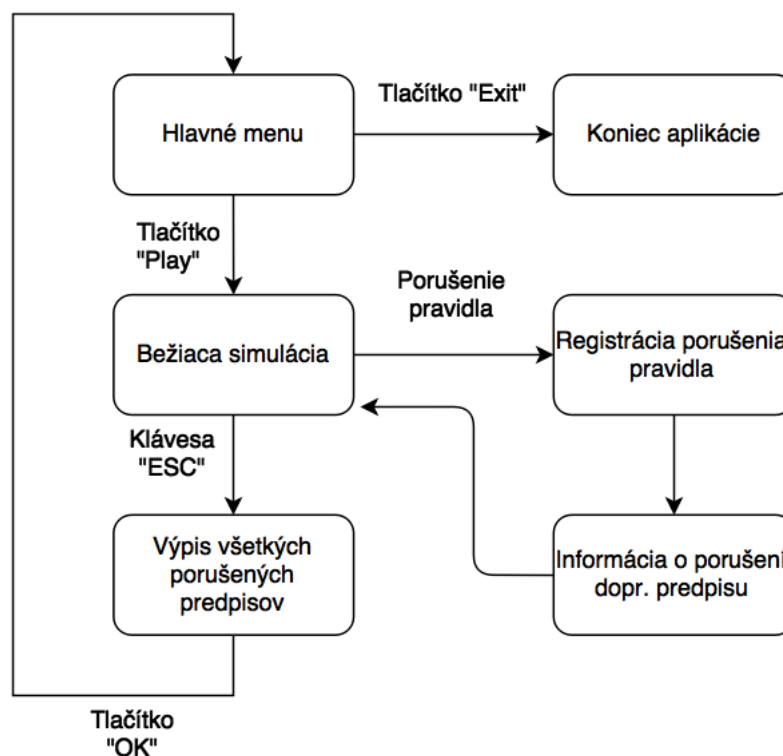 Tlačítko "Exit"
Hlavné menu
Koniec aplikácie
Tlačítko
"Play"
Porušenie
pravidla
Bežiaca simulácia
Registrácia porušenia
pravidla
Klávesa
"ESC"
Výpis všetkých
porušených
predpisov
Informácia o porušení
dopr. predpisu
Tlačítko
"OK"